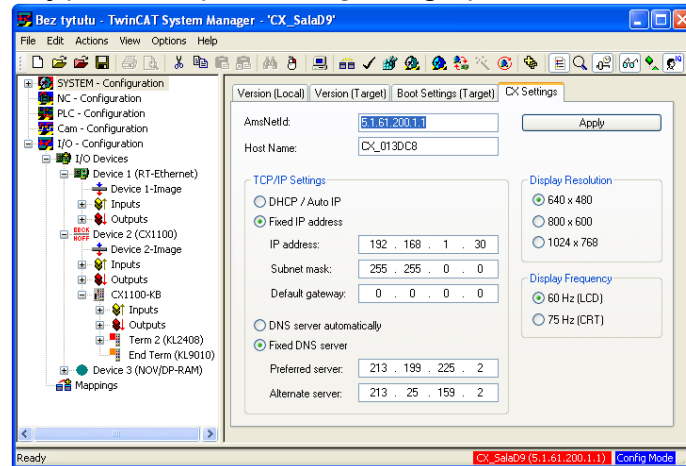 Bez tytułu - TwinCAT System Manager - 'CX_SalaD9'
File Edit Actions View Options Help
SYSTEM - Configuration
NC - Configuration
PLC - Configuration
Cam - Configuration
I/O - Configuration
I/O Devices
Device 1 (RT-Ethernet)
Device 1-Image
Inputs
Outputs
BECK
HOFF
Device 2 (CX1100)
Device 2-Image
Inputs
Outputs
CX1100-KB
Inputs
Outputs
Term 2 (KL2408)
End Term (KL9010)
Device 3 (NOV/DP-RAM)
Mappings
Version (Local) Version (Target) Boot Settings (Target) CX Settings
AmsNetId: 5.1.61.200.1.1 Apply
Host Name: CX_013DC8
TCP/IP Settings
DHCP / Auto IP
Fixed IP address
IP address: 192 . 168 . 1 . 30
Subnet mask: 255 . 255 . 0 . 0
Default gateway: 0 . 0 . 0 . 0
DNS server automatically
Fixed DNS server
Preferred server: 213 . 199 . 225 . 2
Alternate server: 213 . 25 . 159 . 2
Display Resolution
640 x 480
800 x 600
1024 x 768
Display Frequency
60 Hz (LCD)
75 Hz (CRT)
Ready CX_SalaD9 (5.1.61.200.1.1) Config Mode